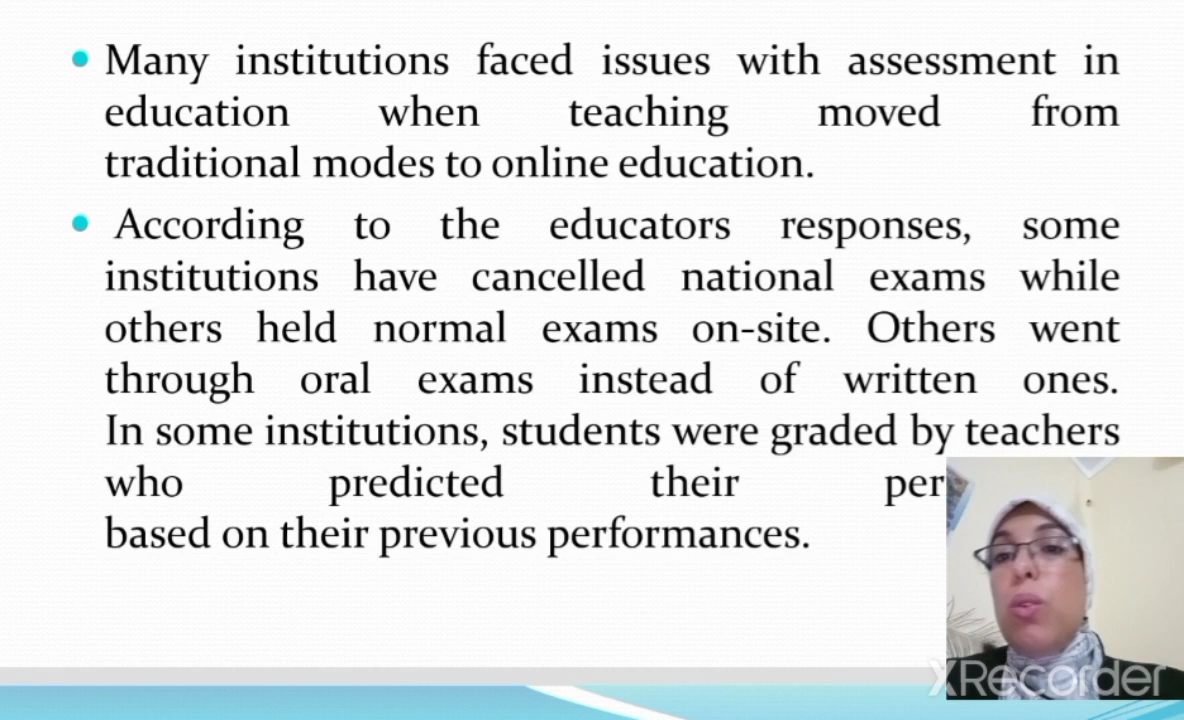 Many institutions faced issues with assessment in
education when teaching moved from
traditional modes to online education.
According to the educators responses, some
institutions have cancelled national exams while
others held normal exams on-site. Others went
through oral exams instead of written ones.
In some institutions, students were graded by teachers
who predicted their
based on their previous performances.
XRecorder